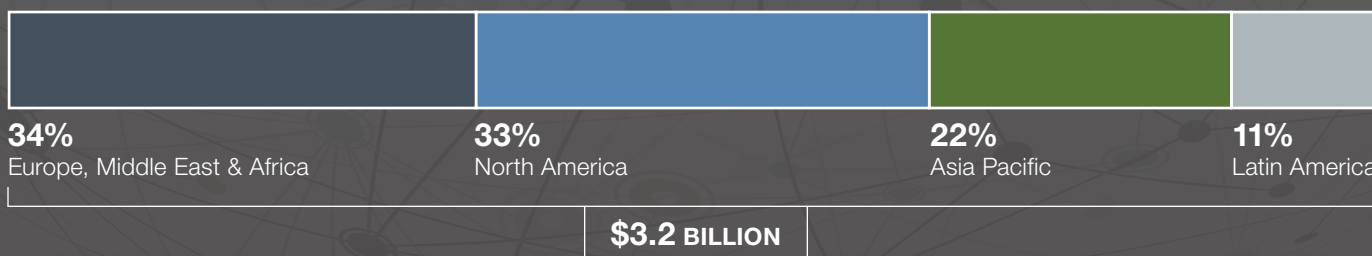 34% 33% 22% 11%
Europe, Middle East & Africa North America Asia Pacific Latin America
$3.2 BILLION